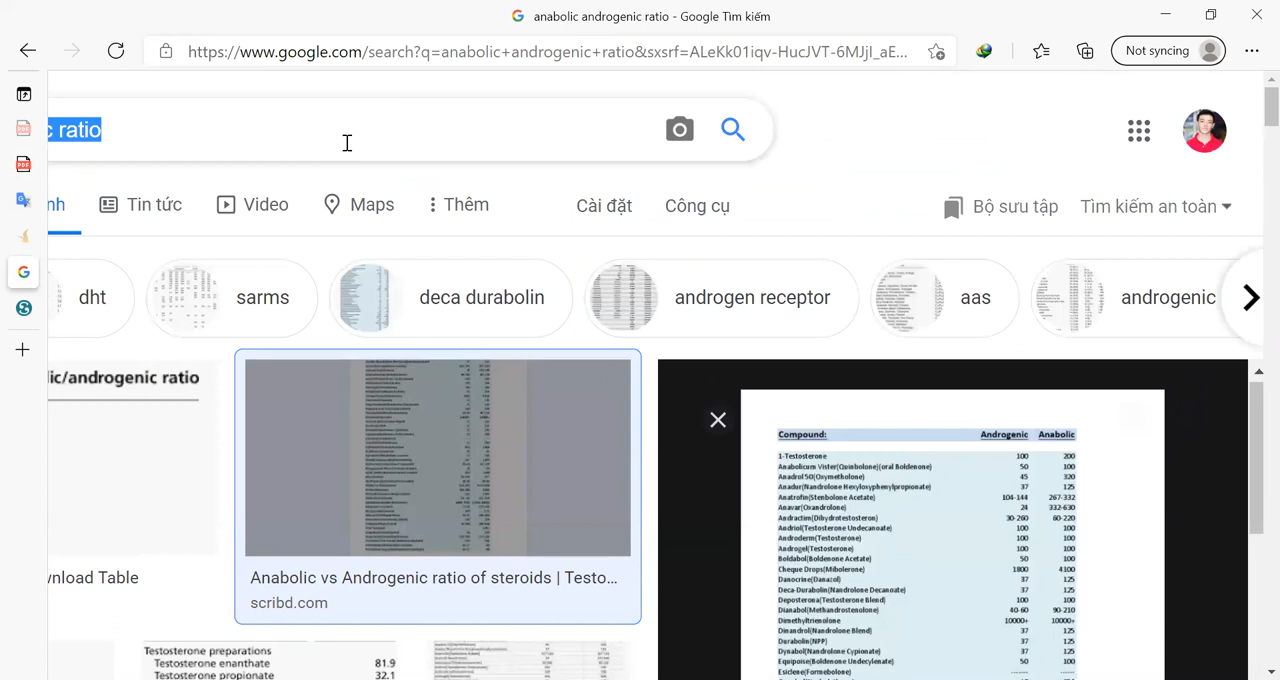 anabolic androgenic ratio - Google Tìm kiếm
https://www.google.com/search?q=anabolic+androgenic+ratio&sxsrf=ALeKk01iqv-HucJVT-6MJjI_aE...
Not syncing
c ratio
nh Tin tức Video Maps Thêm Cài đặt Công cụ Bộ sưu tập Tìm kiếm an toàn
dht sarms deca durabolin androgen receptor aas androgenic
lic/androgenic ratio
wnload Table
Anabolic vs Androgenic ratio of steroids | Testo...
scribd.com
Testosterone preparations
Testosterone enanthate 81.9
Testosterone propionate 32.1
Compound: Androgenic Anabolic
1-Testosterone 100 200
Anabolicum Vister(Quinbolone)(oral Boldenone) 50 100
Anadrol 50(Oxymetholone) 45 320
Anadur(Nandrolone Hexyloxyphenylpropionate) 37 125
Anatrofin(Stenbolone Acetate) 104-144 267-332
Anavar(Oxandrolone) 24 332-630
Andractim(Dihydrotestosteron) 30-260 60-220
Andriol(Testosterone Undecanoate) 100 100
Androderm(Testosterone) 100 100
Androgel(Testosterone) 100 100
Boldabol(Boldenone Acetate) 50 100
Cheque Drops(Mibolerone) 1800 4100
Danocrine(Danazol) 37 125
Deca-Durabolin(Nandrolone Decanoate) 37 125
Deposterona(Testosterone Blend) 100 100
Dianabol(Methandrostenolone) 40-60 90-210
Dimethyltrienolone 10000+ 10000+
Dinandrol(Nandrolone Blend) 37 125
Durabolin(NPP) 37 125
Dynabol(Nandrolone Cypionate) 37 125
Equipoise(Boldenone Undecylenate) 50 100
Esiclene(Formebolone)